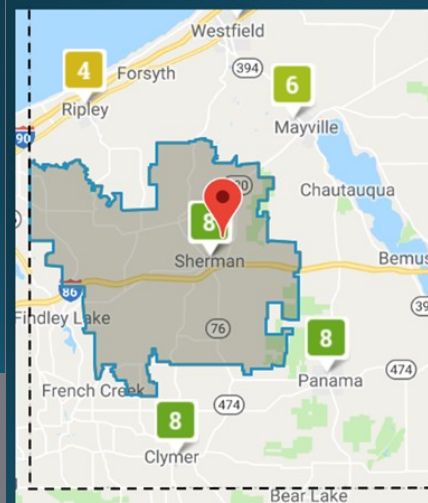 Westfield
394
4
Forsyth
6
Ripley
90
Mayville
Chautauqua
8
Sherman
Bemus
86
Findley Lake
76
8
Panama
474
French Creek
8
474
Clymer
Bear Lake